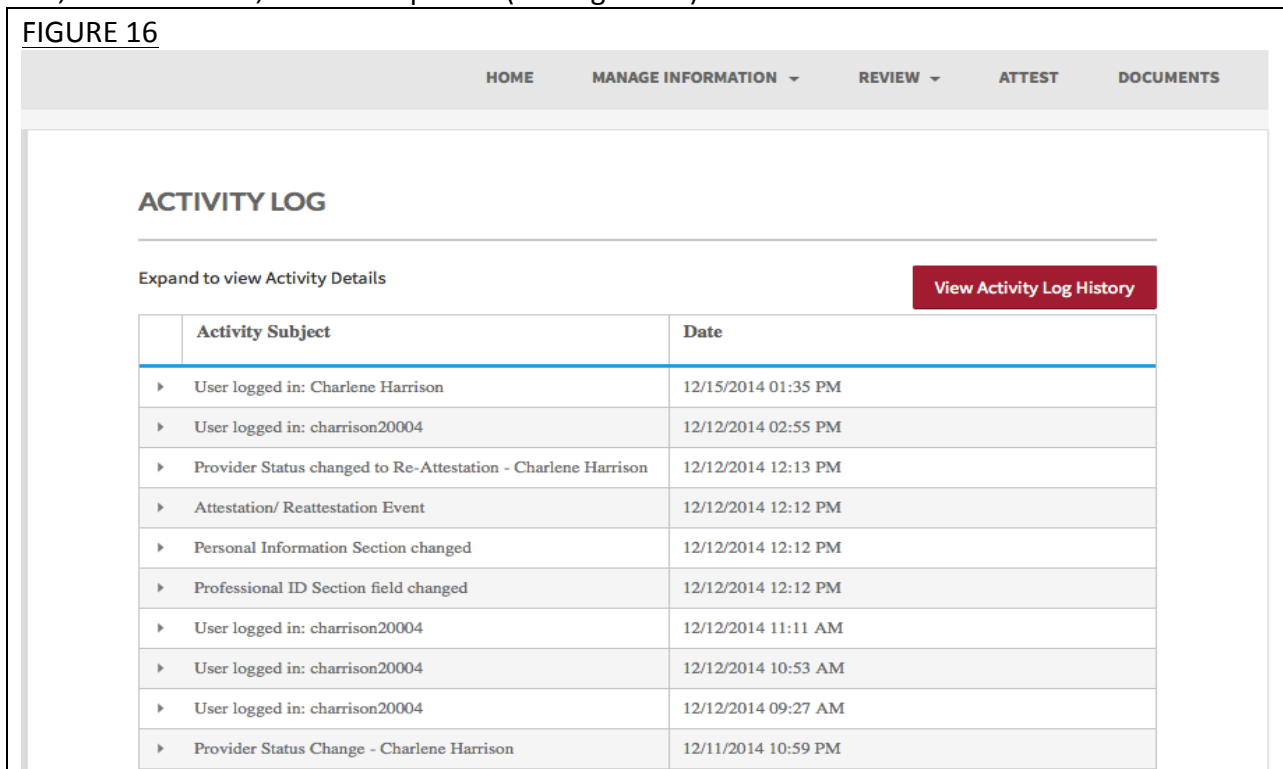 FIGURE 16
HOME MANAGE INFORMATION REVIEW ATTEST DOCUMENTS
ACTIVITY LOG
Expand to view Activity Details
View Activity Log History
Activity Subject Date
User logged in: Charlene Harrison 12/15/2014 01:35 PM
User logged in: charrison20004 12/12/2014 02:55 PM
Provider Status changed to Re-Attestation - Charlene Harrison 12/12/2014 12:13 PM
Attestation/ Reattestation Event 12/12/2014 12:12 PM
Personal Information Section changed 12/12/2014 12:12 PM
Professional ID Section field changed 12/12/2014 12:12 PM
User logged in: charrison20004 12/12/2014 11:11 AM
User logged in: charrison20004 12/12/2014 10:53 AM
User logged in: charrison20004 12/12/2014 09:27 AM
Provider Status Change - Charlene Harrison 12/11/2014 10:59 PM